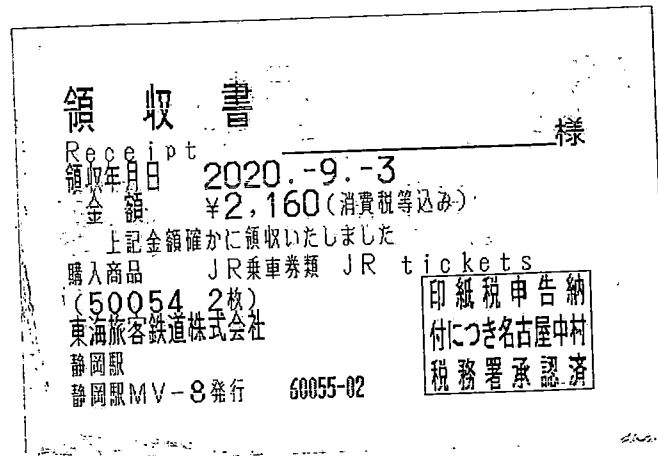 領収書
様
Receipt
領収年月日 2020.-9.-3
金額 ¥2,160(消費税等込み)
上記金額確かに領収いたしました
購入商品 JR乗車券類 JR tickets
(50054 2枚)
東海旅客鉄道株式会社
静岡駅
静岡駅MV-8発行 60055-02
印紙税申告納
付につき名古屋中村
税務署承認済